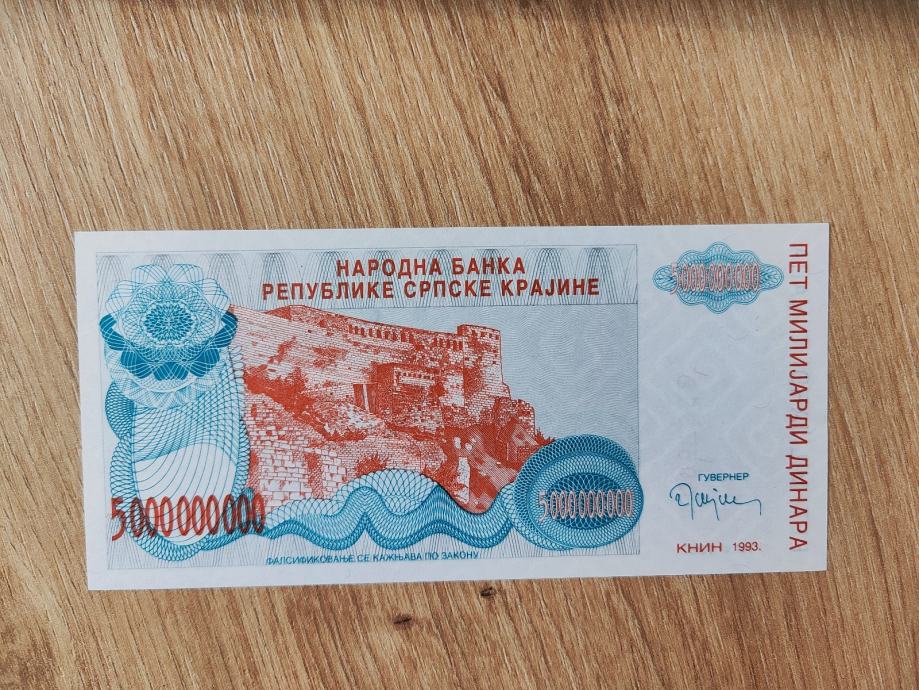 НАРОДНА БАНКА
РЕПУБЛИКЕ СРПСКЕ КРАЈИНЕ
5000000000
ПЕТ МИЛИЈАРДИ ДИНАРА
ГУВЕРНЕР
5000000000
5000000000
КНИН 1993.
ФАЛСИФИКОВАЊЕ СЕ КАЖЊАВА ПО ЗАКОНУ